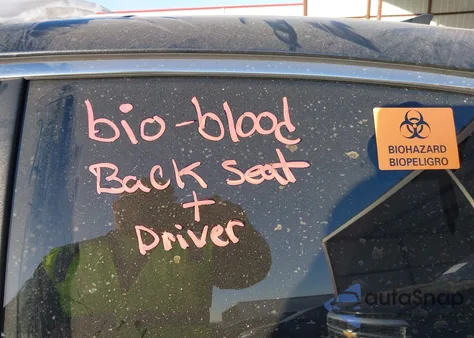 bio-blood
Back seat
+
Driver
BIOHAZARD
BIOPELIGRO
autoSnap